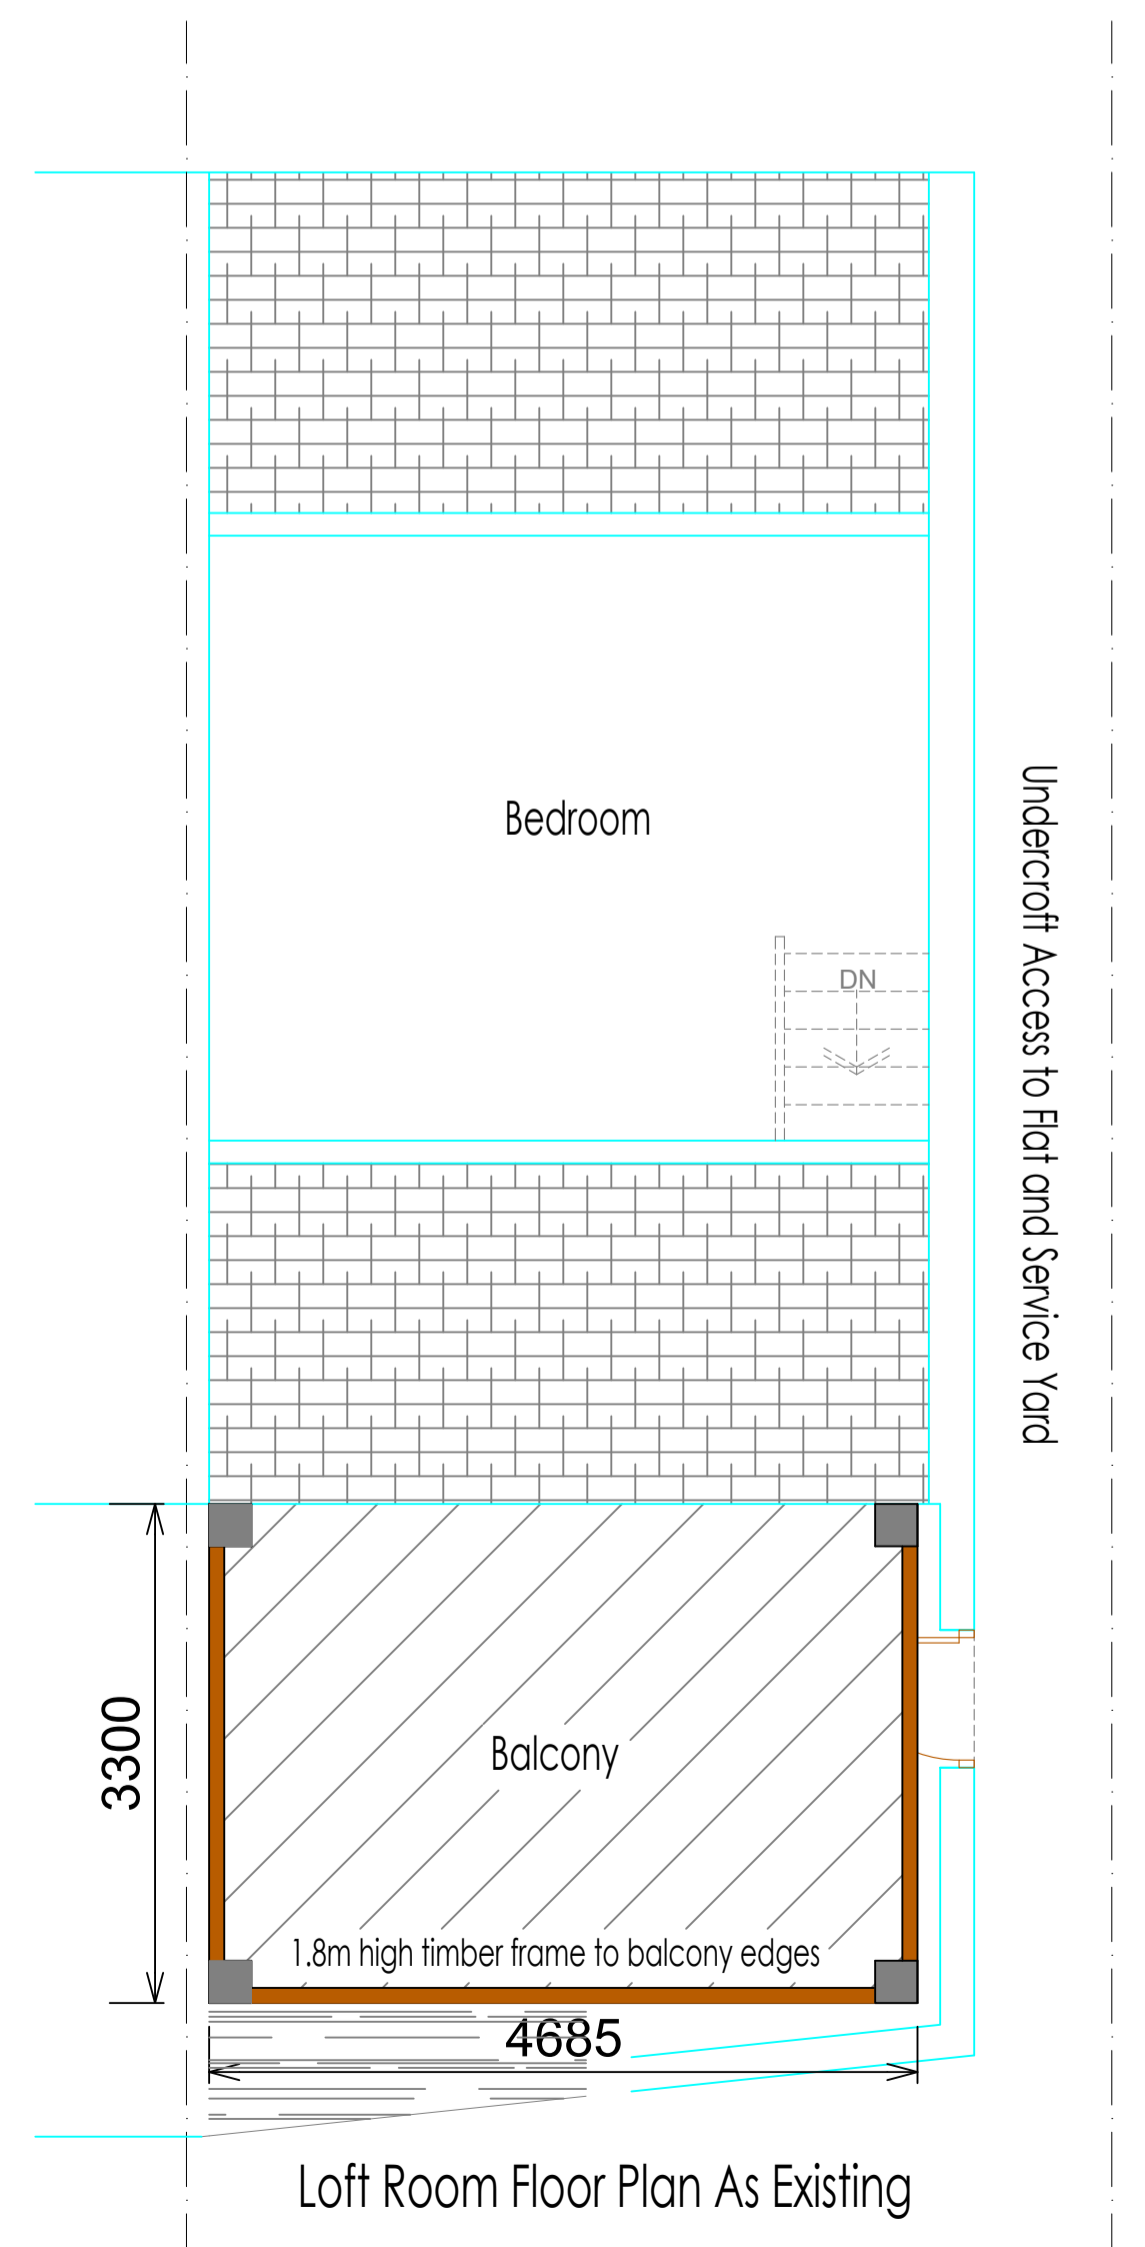 Bedroom
DN
Undercroft Access to Flat and Service Yard
3300
Balcony
1.8m high timber frame to balcony edges
4685
Loft Room Floor Plan As Existing